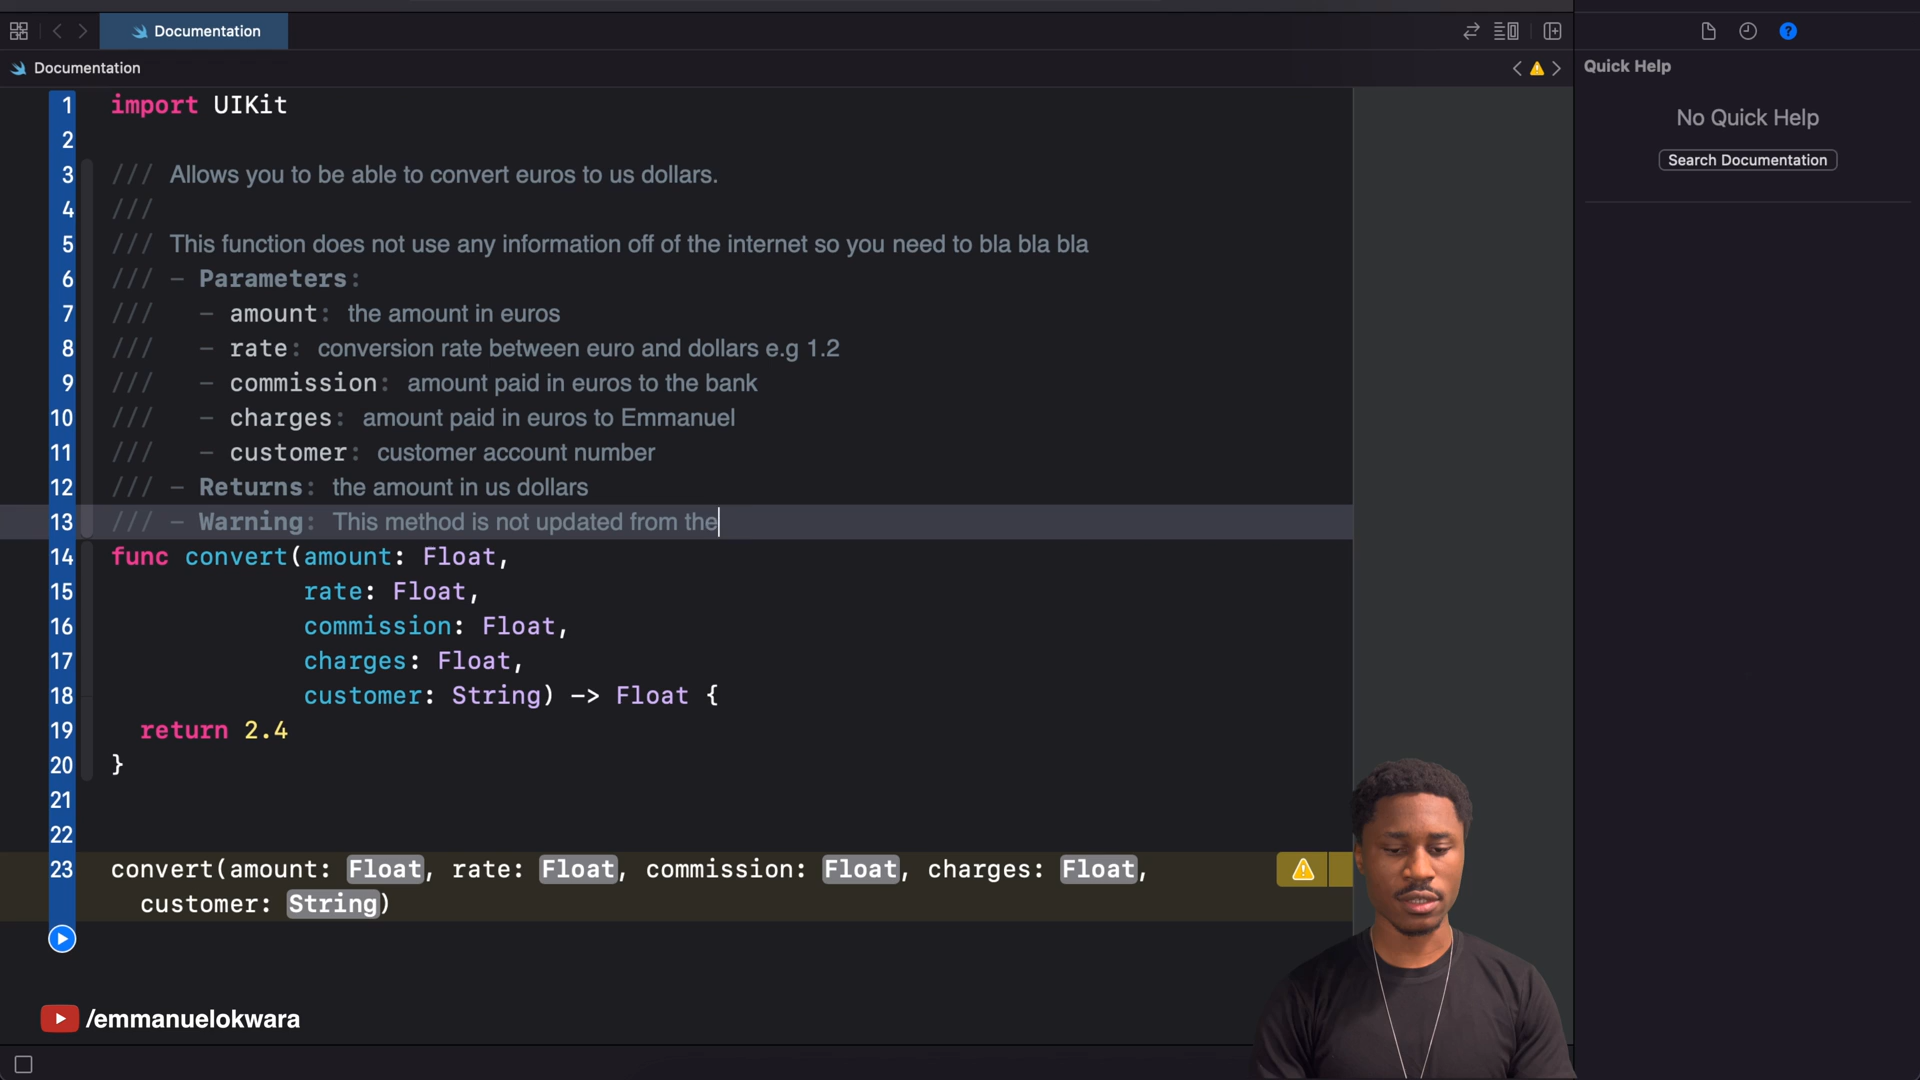 Documentation
Documentation
Quick Help
No Quick Help
Search Documentation
1 import UIKit
2
3 /// Allows you to be able to convert euros to us dollars.
4 ///
5 /// This function does not use any information off of the internet so you need to bla bla bla
6 /// - Parameters:
7 ///   - amount: the amount in euros
8 ///   - rate: conversion rate between euro and dollars e.g 1.2
9 ///   - commission: amount paid in euros to the bank
10 ///   - charges: amount paid in euros to Emmanuel
11 ///   - customer: customer account number
12 /// - Returns: the amount in us dollars
13 /// - Warning: This method is not updated from the
14 func convert(amount: Float,
15 rate: Float,
16 commission: Float,
17 charges: Float,
18 customer: String) -> Float {
19 return 2.4
20 }
21
22
23 convert(amount: Float, rate: Float, commission: Float, charges: Float,
customer: String)
/emmanuelokwara